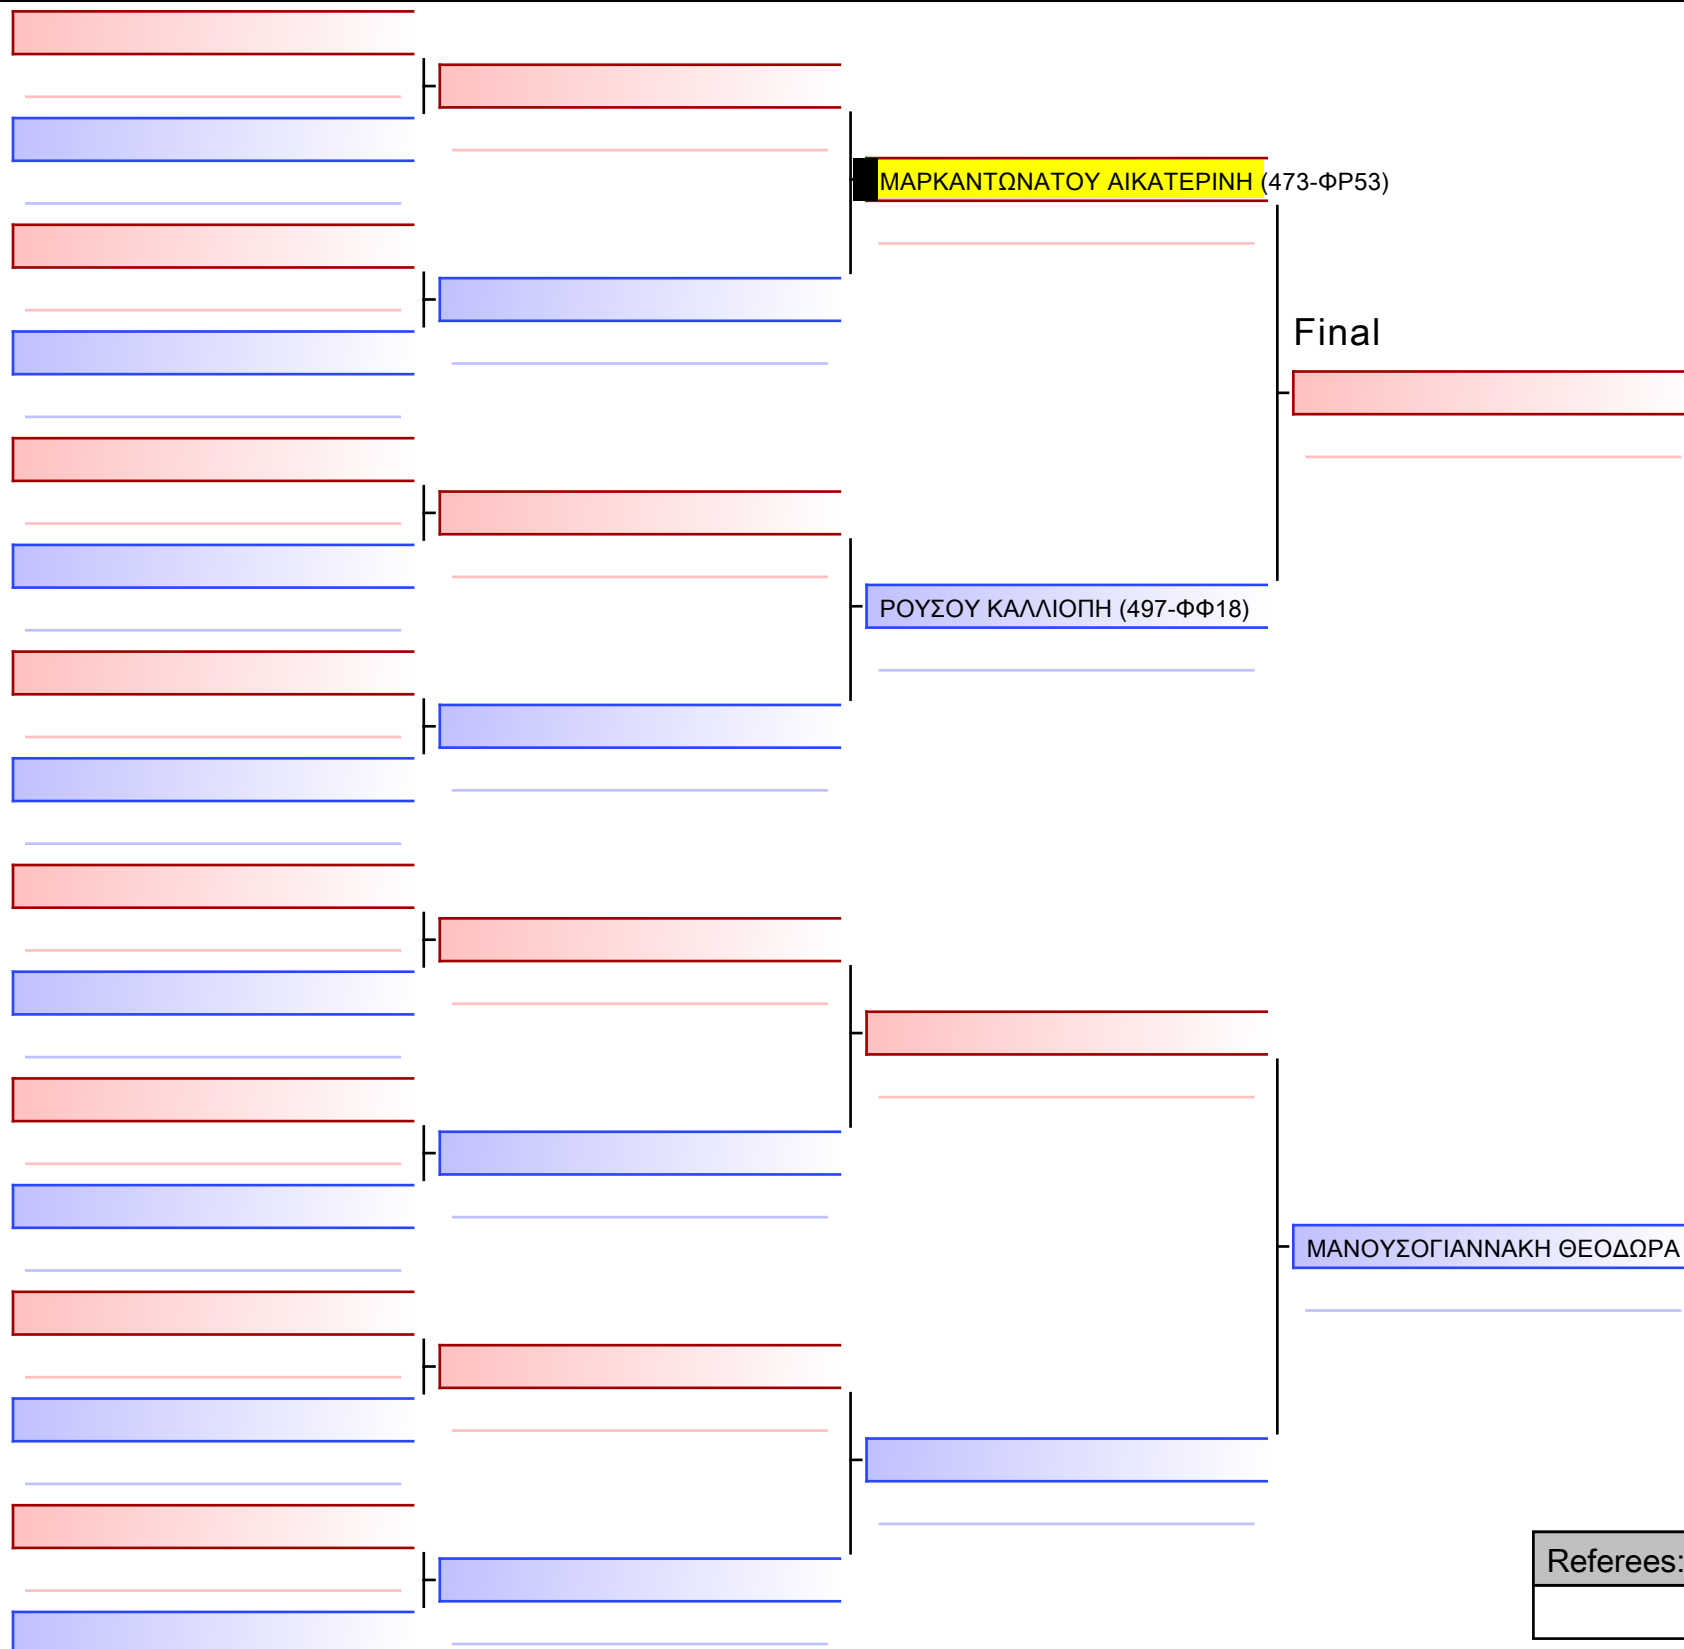 ΜΑΡΚΑΝΤΩΝΑΤΟΥ ΑΙΚΑΤΕΡΙΝΗ (473-ΦΡ53)
Final
ΡΟΥΣΟΥ ΚΑΛΛΙΟΠΗ (497-ΦΦ18)
ΜΑΝΟΥΣΟΓΙΑΝΝΑΚΗ ΘΕΟΔΩΡΑ
Referees: